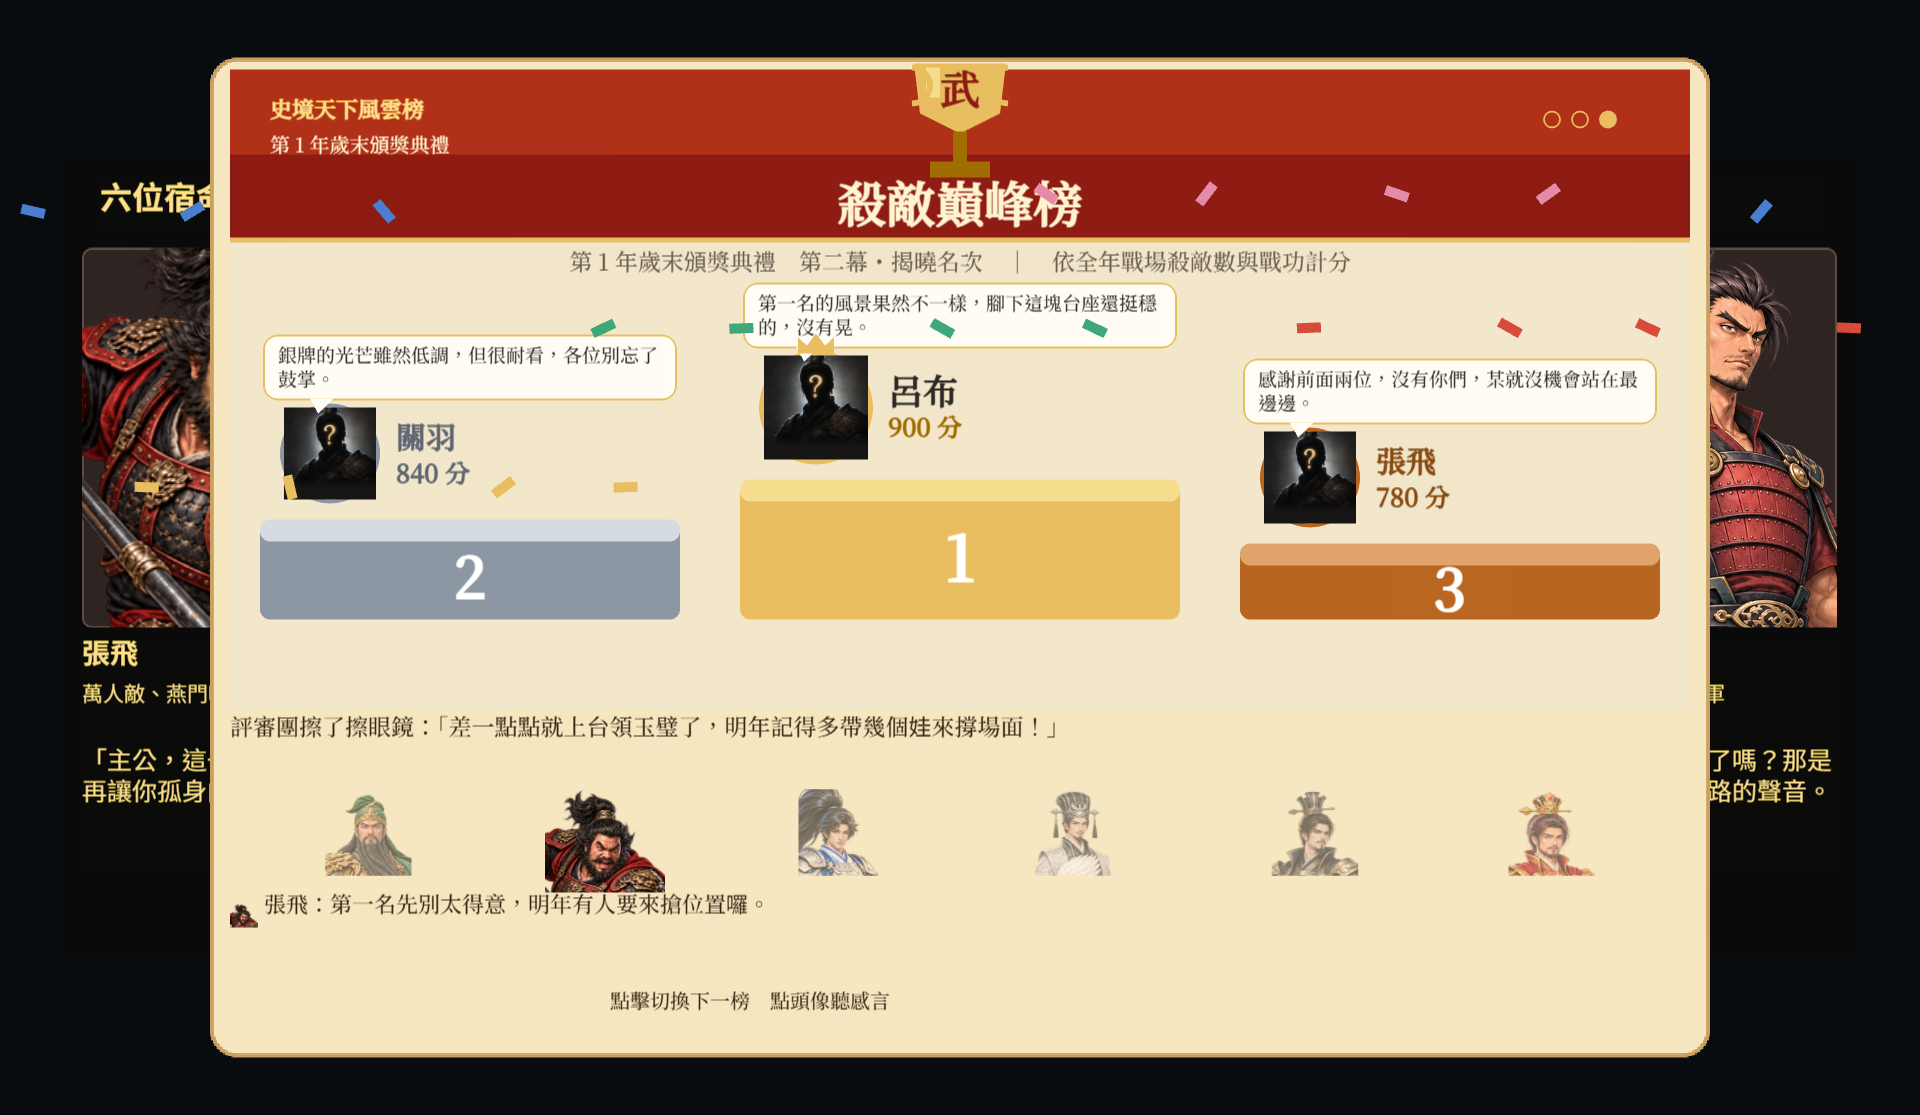 武
史境天下風雲榜
第 1 年歲末頒獎典禮
殺敵巔峰榜
第 1 年歲末頒獎典禮　第二幕・揭曉名次　｜　依全年戰場殺敵數與戰功計分
第一名的風景果然不一樣，腳下這塊台座還挺穩
的，沒有晃。
銀牌的光芒雖然低調，但很耐看，各位別忘了
鼓掌。
感謝前面兩位，沒有你們，某就沒機會站在最
邊邊。
?
關羽
840 分
?
呂布
900 分
?
張飛
780 分
2
1
3
評審團擦了擦眼鏡：「差一點點就上台領玉璧了，明年記得多帶幾個娃來撐場面！」
張飛：第一名先別太得意，明年有人要來搶位置囉。
點擊切換下一榜　點頭像聽感言
六位宿命
張飛
萬人敵、燕門
「主公，這
再讓你孤身
軍
了嗎？那是
路的聲音。